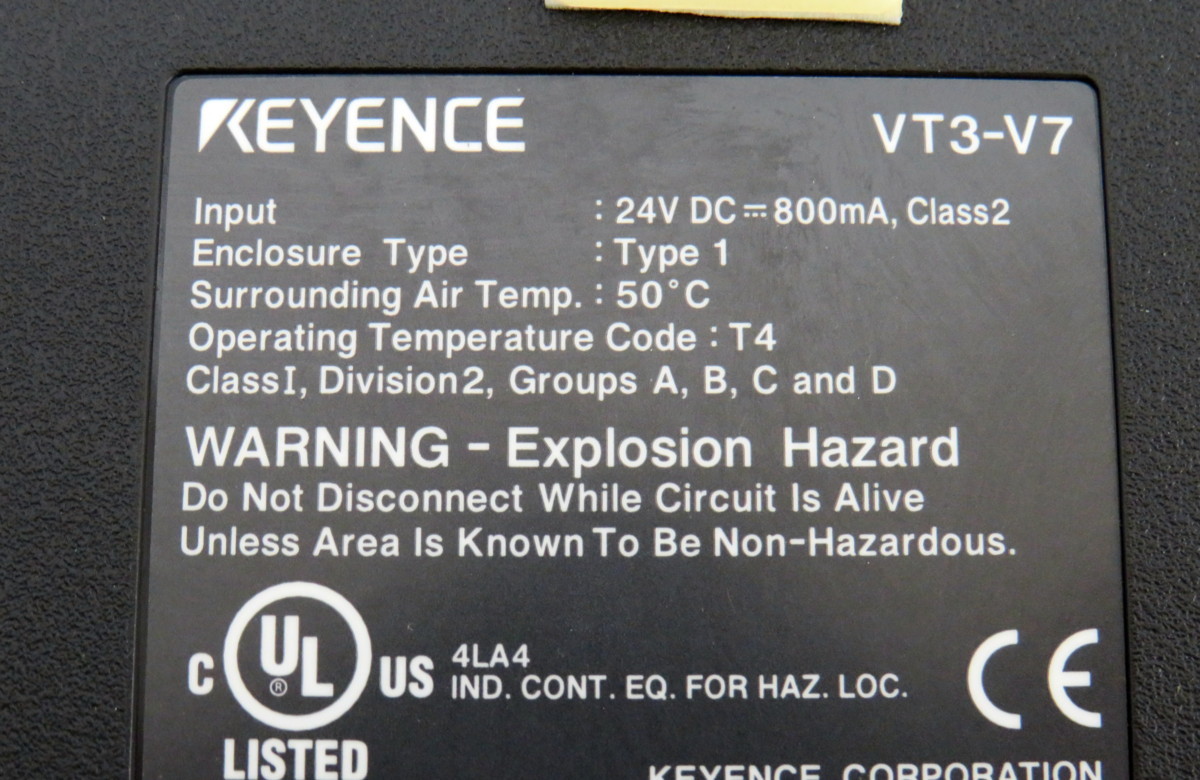 KEYENCE VT3-V7
Input : 24V DC⎓800mA, Class2
Enclosure Type : Type 1
Surrounding Air Temp. : 50°C
Operating Temperature Code : T4
ClassI, Division2, Groups A, B, C and D
WARNING - Explosion Hazard
Do Not Disconnect While Circuit Is Alive
Unless Area Is Known To Be Non-Hazardous.
C UL ® US
LISTED
4LA4
IND. CONT. EQ. FOR HAZ. LOC.
CE
KEYENCE CORPORATION